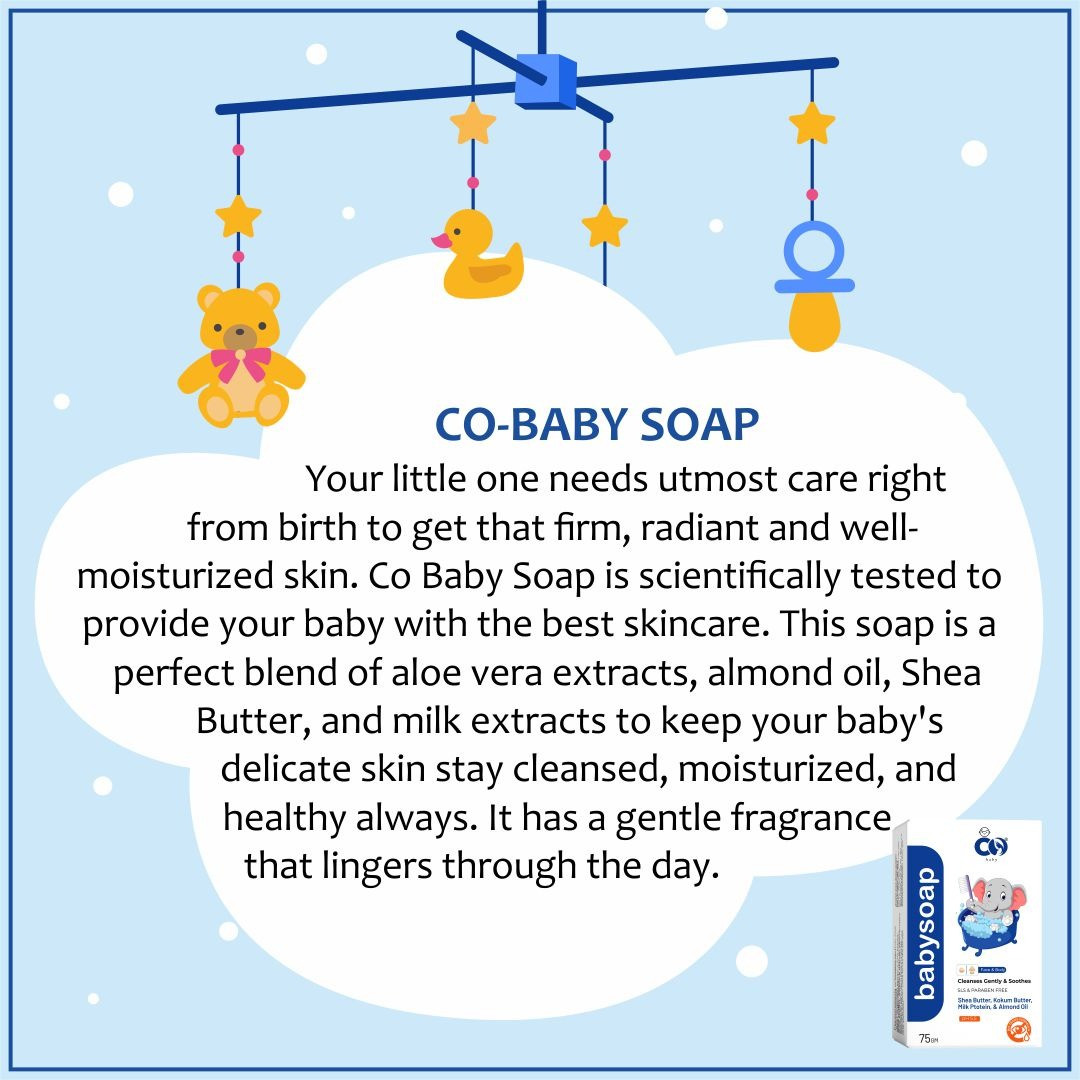 CO-BABY SOAP
Your little one needs utmost care right
from birth to get that firm, radiant and well-
moisturized skin. Co Baby Soap is scientifically tested to
provide your baby with the best skincare. This soap is a
perfect blend of aloe vera extracts, almond oil, Shea
Butter, and milk extracts to keep your baby's
delicate skin stay cleansed, moisturized, and
healthy always. It has a gentle fragrance
that lingers through the day.
CO
baby
babysoap
Face & Body
Cleanses Gently & Soothes
SLS & PARABEN FREE
Shea Butter, Kokum Butter,
Milk Ptotein, & Almond Oil
75GM